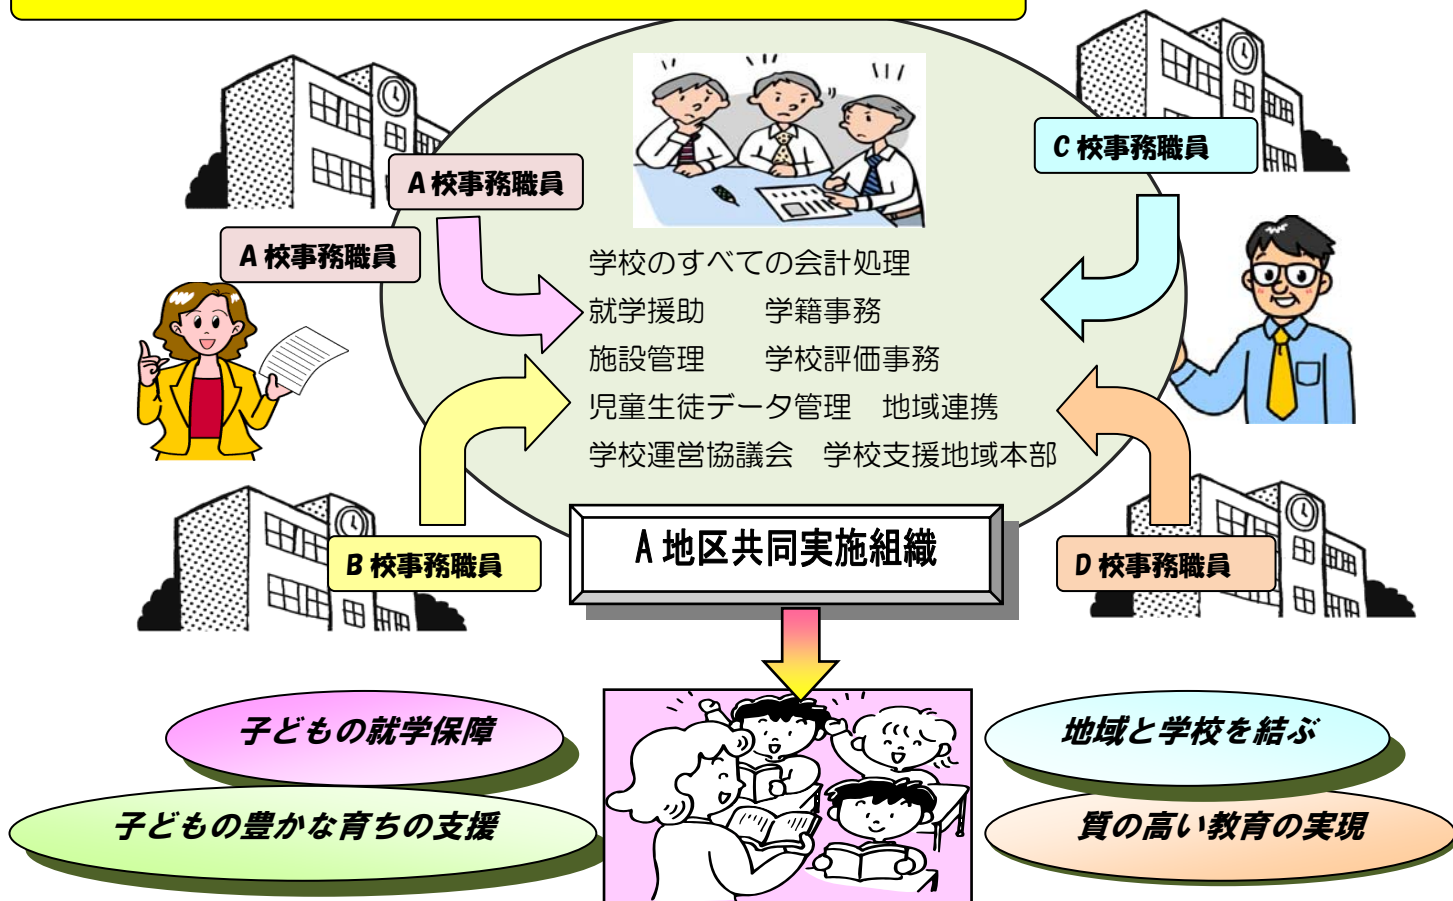 A校事務職員
C校事務職員
A校事務職員
学校のすべての会計処理
就学援助 学籍事務
施設管理 学校評価事務
児童生徒データ管理 地域連携
学校運営協議会 学校支援地域本部
B校事務職員
A地区共同実施組織
D校事務職員
子どもの就学保障
地域と学校を結ぶ
子どもの豊かな育ちの支援
質の高い教育の実現